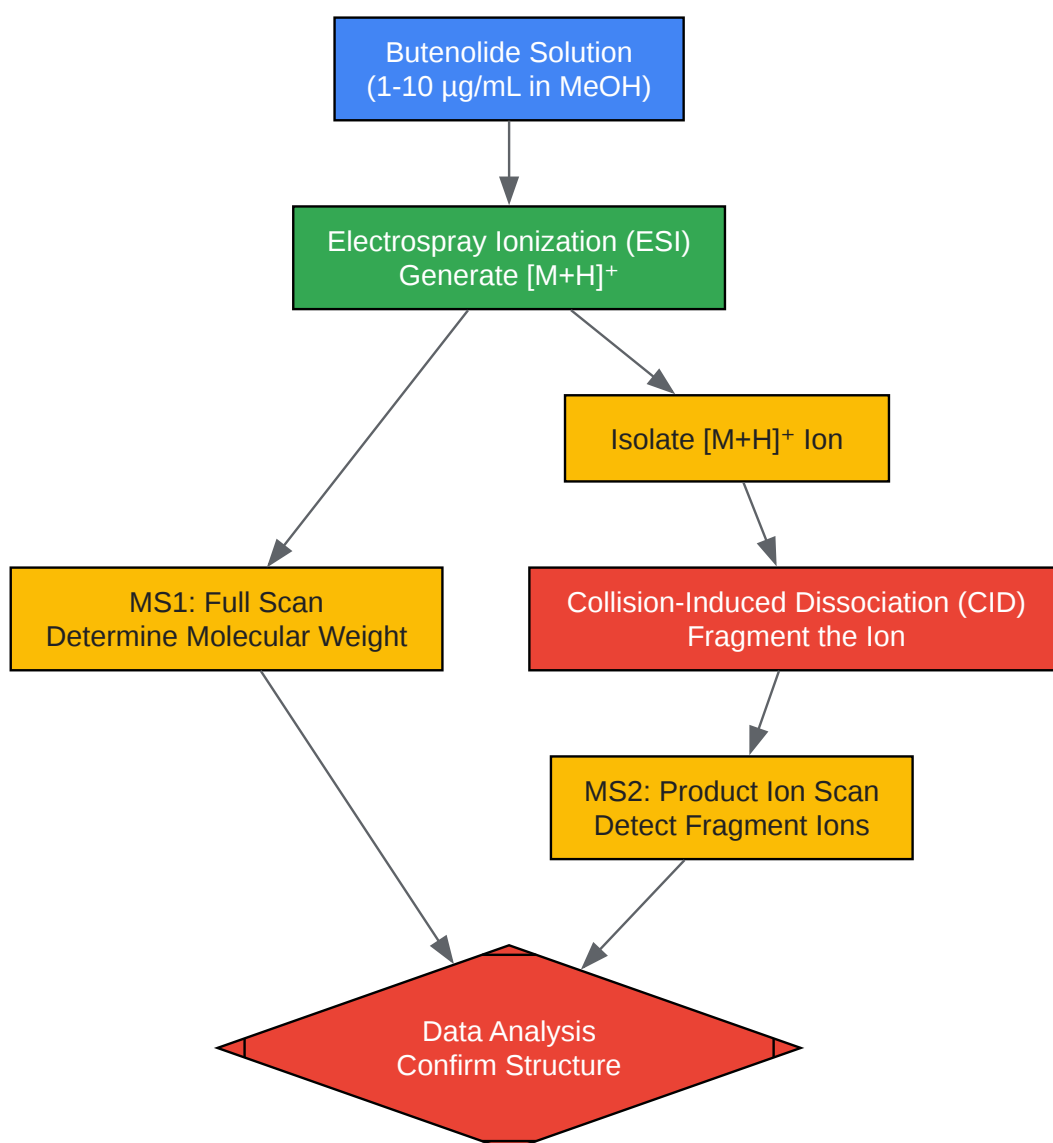 Butenolide Solution
(1-10 µg/mL in MeOH)
Electrospray Ionization (ESI)
Generate [M+H]⁺
Isolate [M+H]⁺ Ion
MS1: Full Scan
Determine Molecular Weight
Collision-Induced Dissociation (CID)
Fragment the Ion
MS2: Product Ion Scan
Detect Fragment Ions
Data Analysis
Confirm Structure